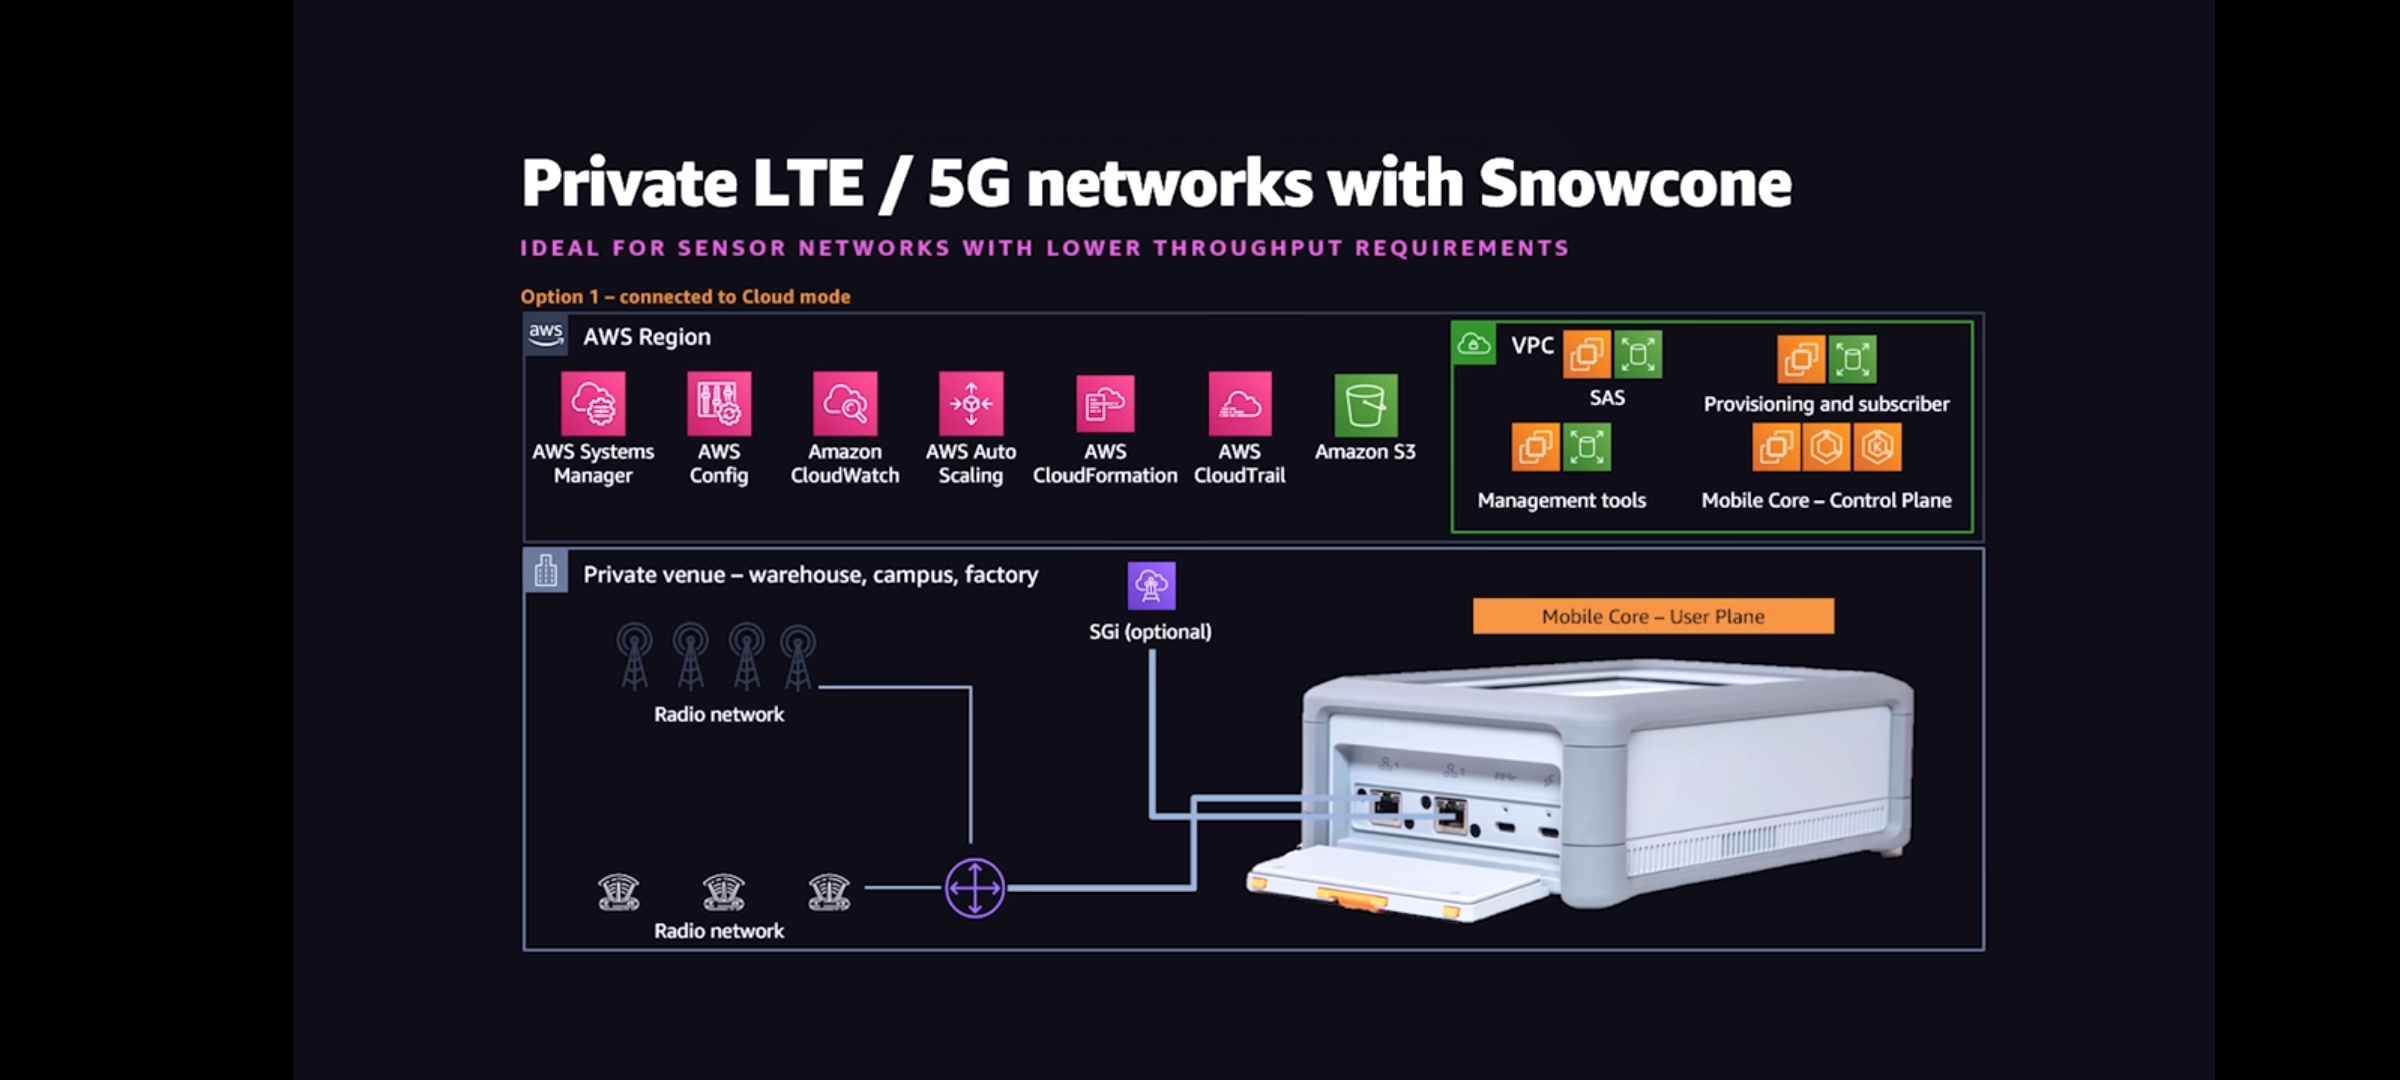 Private LTE / 5G networks with Snowcone
IDEAL FOR SENSOR NETWORKS WITH LOWER THROUGHPUT REQUIREMENTS
Option 1 – connected to Cloud mode
aws
AWS Region
AWS Systems
Manager
AWS
Config
Amazon
CloudWatch
AWS Auto
Scaling
AWS
CloudFormation
AWS
CloudTrail
Amazon S3
VPC
SAS
Provisioning and subscriber
Management tools
Mobile Core – Control Plane
Private venue – warehouse, campus, factory
SGi (optional)
Mobile Core – User Plane
Radio network
Radio network